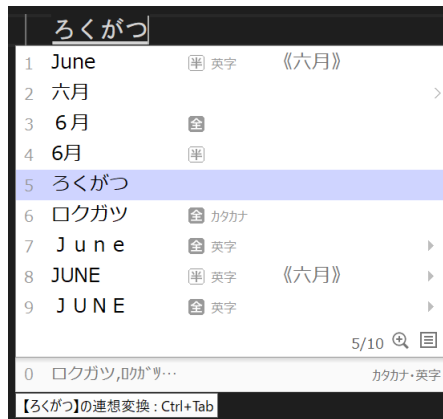 ろくがつ
1 June 半 英字 《六月》
2 六月
3 ６月 全
4 6月 半
5 ろくがつ
6 ロクガツ 全 カタカナ
7 Ｊｕｎｅ 全 英字
8 JUNE 半 英字 《六月》
9 ＪＵＮＥ 全 英字
5/10
0 ロクガツ,ﾛｸｶﾞﾂ… カタカナ・英字
【ろくがつ】の連想変換 : Ctrl+Tab